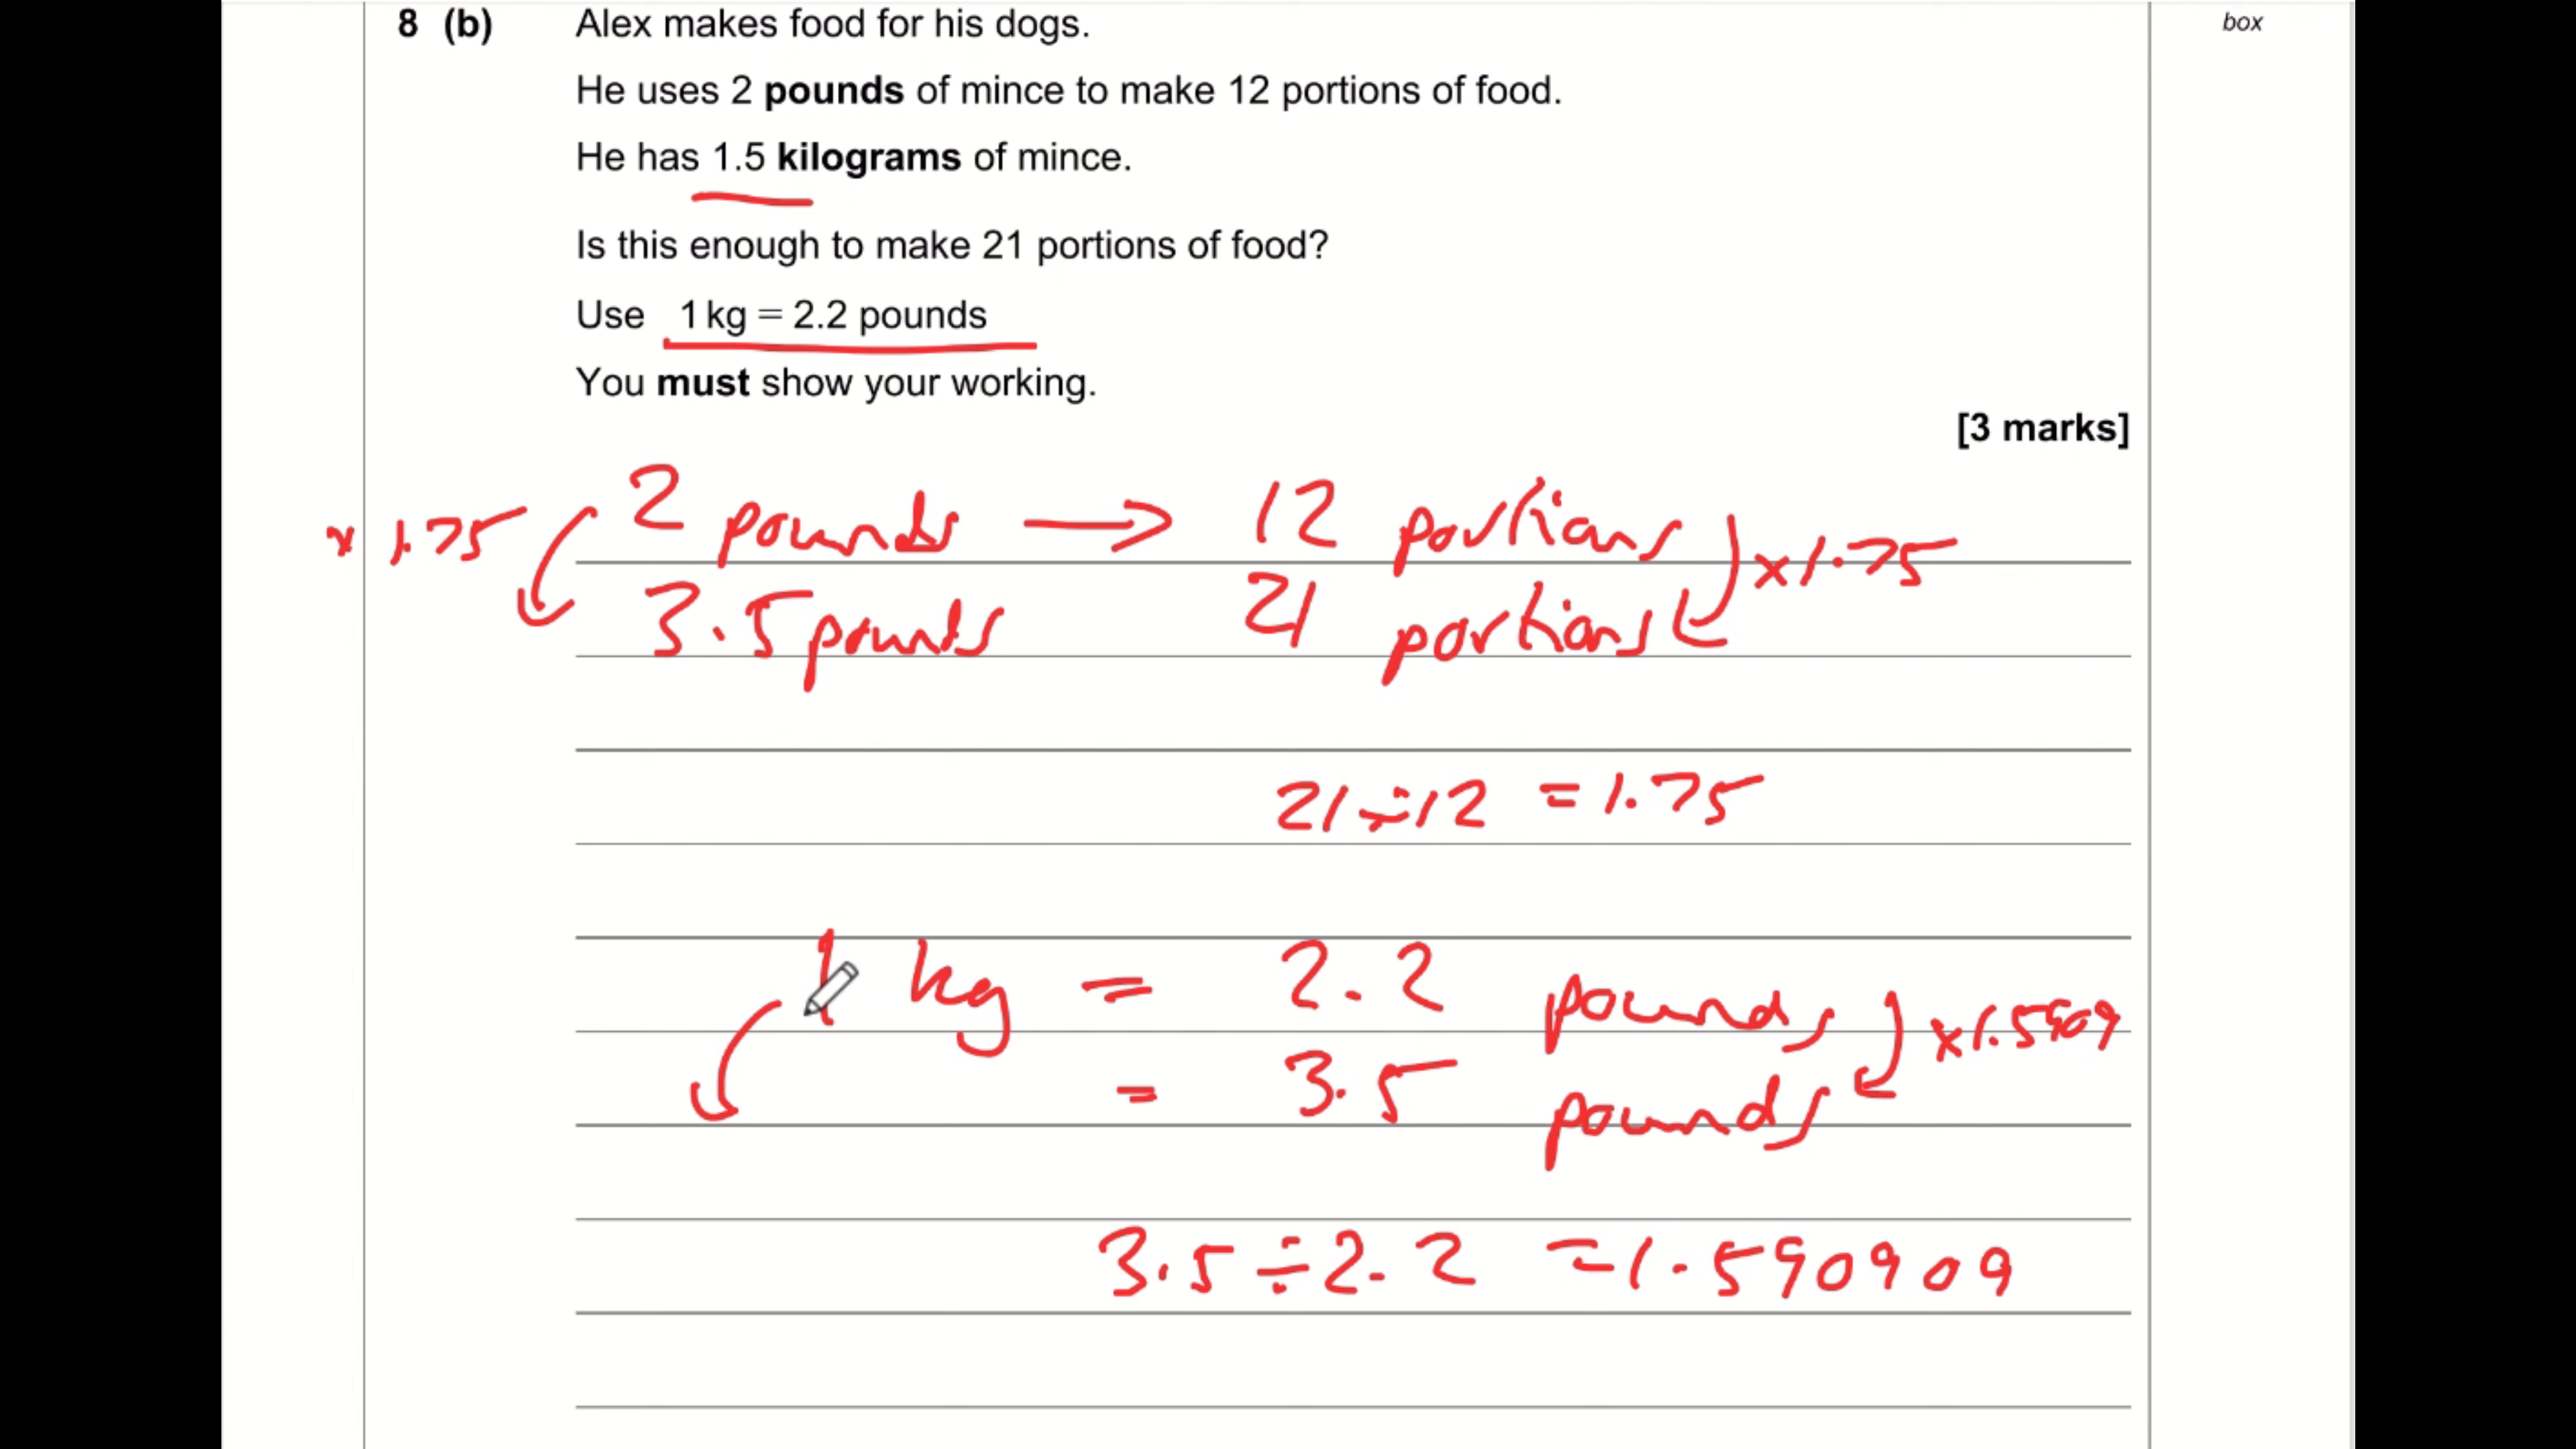 box
8 (b) Alex makes food for his dogs.
He uses 2 pounds of mince to make 12 portions of food.
He has 1.5 kilograms of mince.
Is this enough to make 21 portions of food?
Use 1 kg = 2.2 pounds
You must show your working.
[3 marks]
× 1.75 2 pounds → 12 portions × 1.75
3.5 pounds 21 portions
21 ÷ 12 = 1.75
1 kg = 2.2 pounds × 1.5909
= 3.5 pounds
3.5 ÷ 2.2 = 1.590909